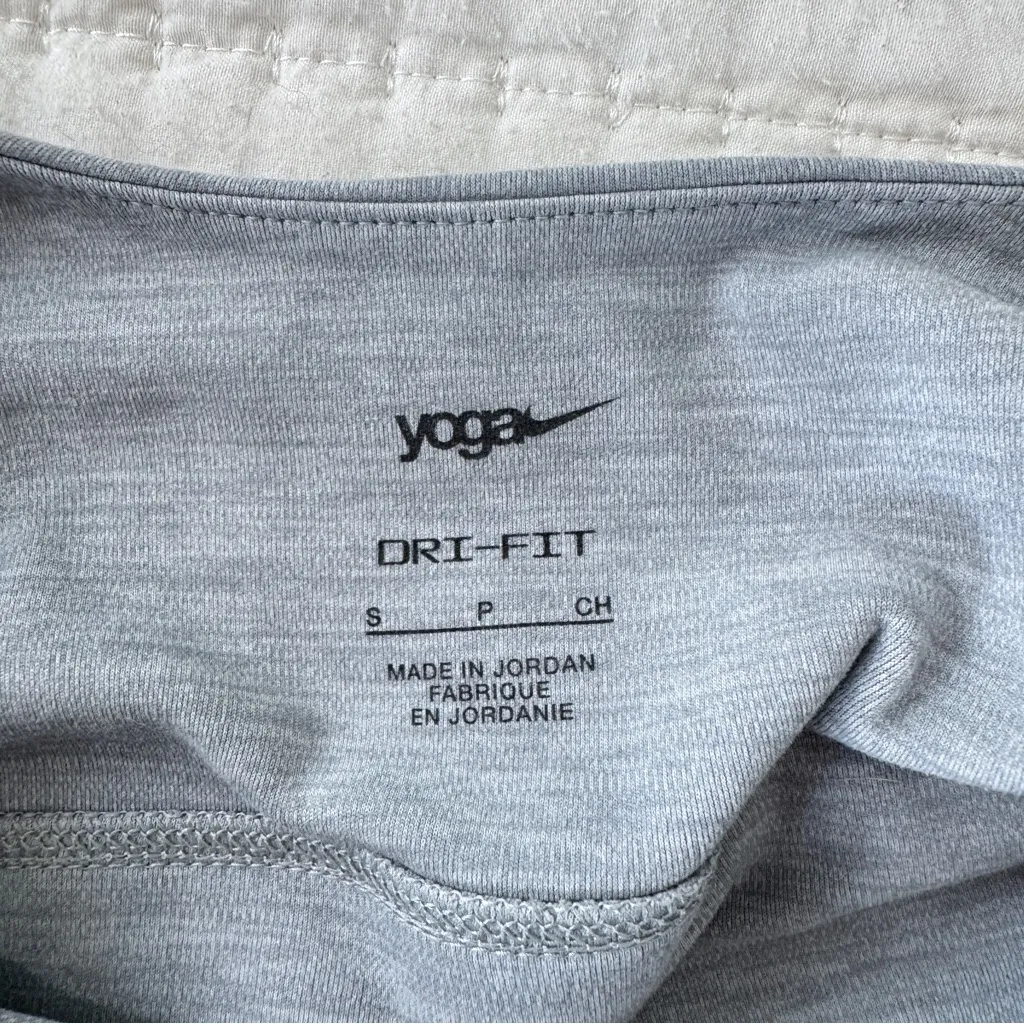 yoga
DRI-FIT
S P CH
MADE IN JORDAN
FABRIQUE
EN JORDANIE